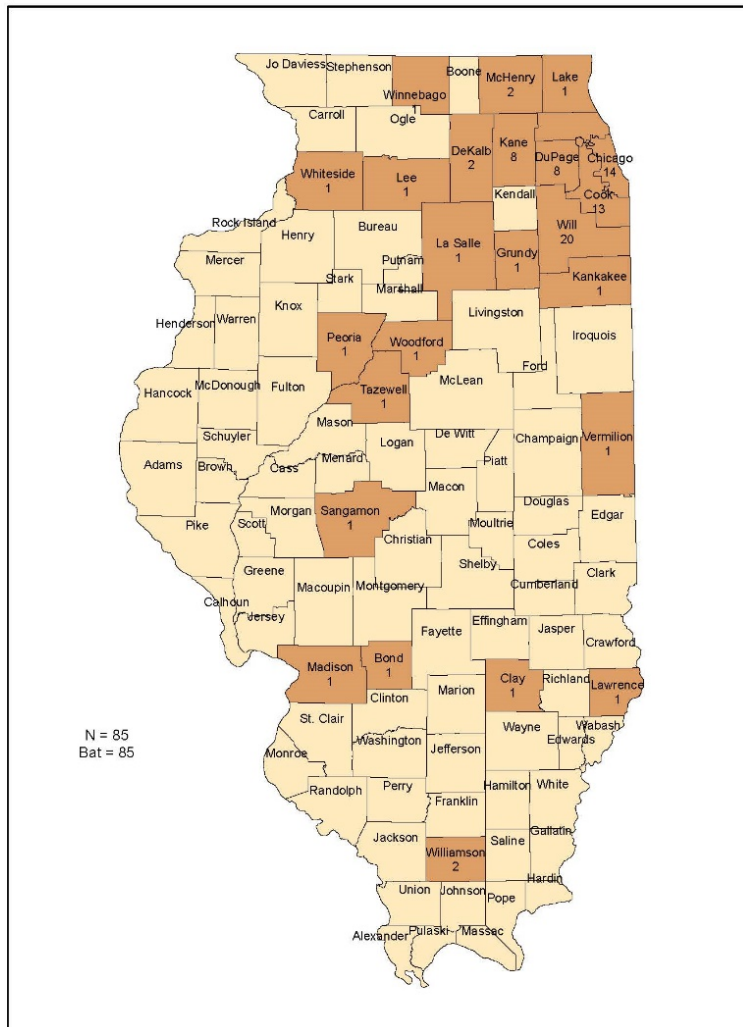 Jo Daviess
Stephenson
Winnebago
1
Boone
McHenry
2
Lake
1
Carroll
Ogle
DeKalb
2
Kane
8
DuPage
8
Chicago
14
Cook
13
Whiteside
1
Lee
1
Kendall
Will
20
Rock Island
Henry
Bureau
La Salle
1
Grundy
1
Mercer
Putnam
Kankakee
1
Stark
Marshall
Knox
Livingston
Henderson
Warren
Peoria
1
Woodford
1
Iroquois
Ford
Hancock
McDonough
Fulton
Tazewell
1
McLean
Mason
Schuyler
Logan
De Witt
Champaign
Vermilion
1
Adams
Brown
Cass
Menard
Piatt
Macon
Pike
Scott
Morgan
Sangamon
1
Douglas
Moultrie
Edgar
Christian
Coles
Greene
Macoupin
Montgomery
Shelby
Cumberland
Clark
Calhoun
Jersey
Fayette
Effingham
Jasper
Crawford
Madison
1
Bond
1
Clay
1
Richland
Lawrence
1
Clinton
Marion
St. Clair
Wayne
Wabash
Edwards
N = 85
Bat = 85
Washington
Jefferson
Monroe
Randolph
Perry
Hamilton
White
Franklin
Jackson
Williamson
2
Saline
Gallatin
Hardin
Union
Johnson
Pope
Alexander
Pulaski
Massac